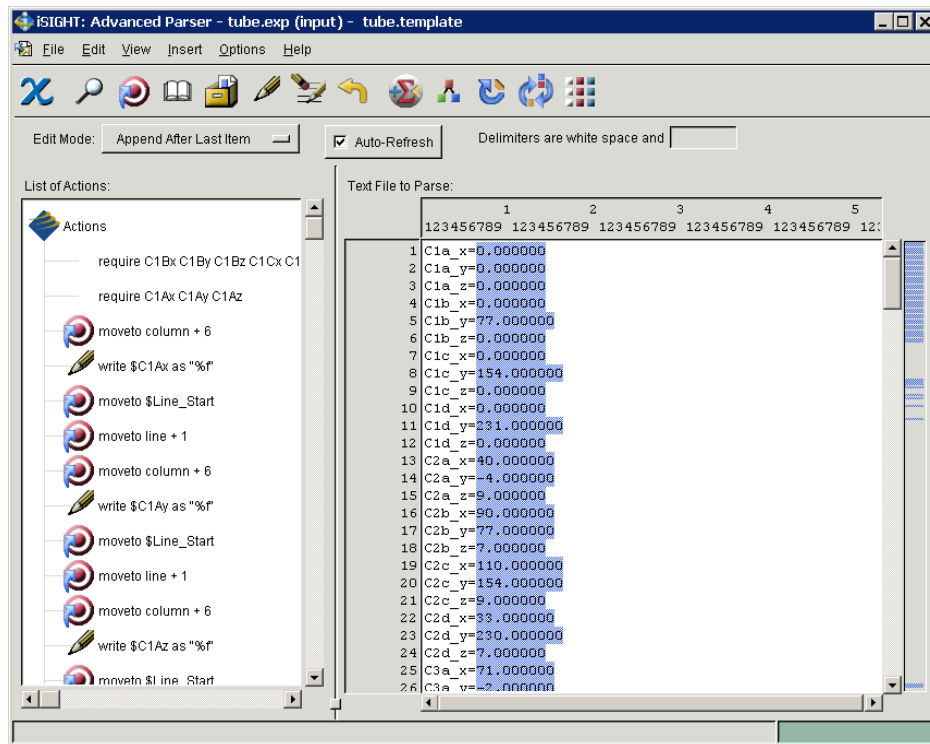 iSIGHT: Advanced Parser - tube.exp (input) - tube.template
File Edit View Insert Options Help
Edit Mode: Append After Last Item Auto-Refresh Delimiters are white space and
List of Actions:
Actions
require C1Bx C1By C1Bz C1Cx C1
require C1Ax C1Ay C1Az
moveto column + 6
write $C1Ax as "%f"
moveto $Line_Start
moveto line + 1
moveto column + 6
write $C1Ay as "%f"
moveto $Line_Start
moveto line + 1
moveto column + 6
write $C1Az as "%f"
moveto $Line_Start
Text File to Parse:
1 2 3 4 5
123456789 123456789 123456789 123456789 123456789 12:
1 C1a_x=0.000000
2 C1a_y=0.000000
3 C1a_z=0.000000
4 C1b_x=0.000000
5 C1b_y=77.000000
6 C1b_z=0.000000
7 C1c_x=0.000000
8 C1c_y=154.000000
9 C1c_z=0.000000
10 C1d_x=0.000000
11 C1d_y=231.000000
12 C1d_z=0.000000
13 C2a_x=40.000000
14 C2a_y=-4.000000
15 C2a_z=9.000000
16 C2b_x=90.000000
17 C2b_y=77.000000
18 C2b_z=7.000000
19 C2c_x=110.000000
20 C2c_y=154.000000
21 C2c_z=9.000000
22 C2d_x=33.000000
23 C2d_y=230.000000
24 C2d_z=7.000000
25 C3a_x=71.000000
26 C3a_y=-2.000000